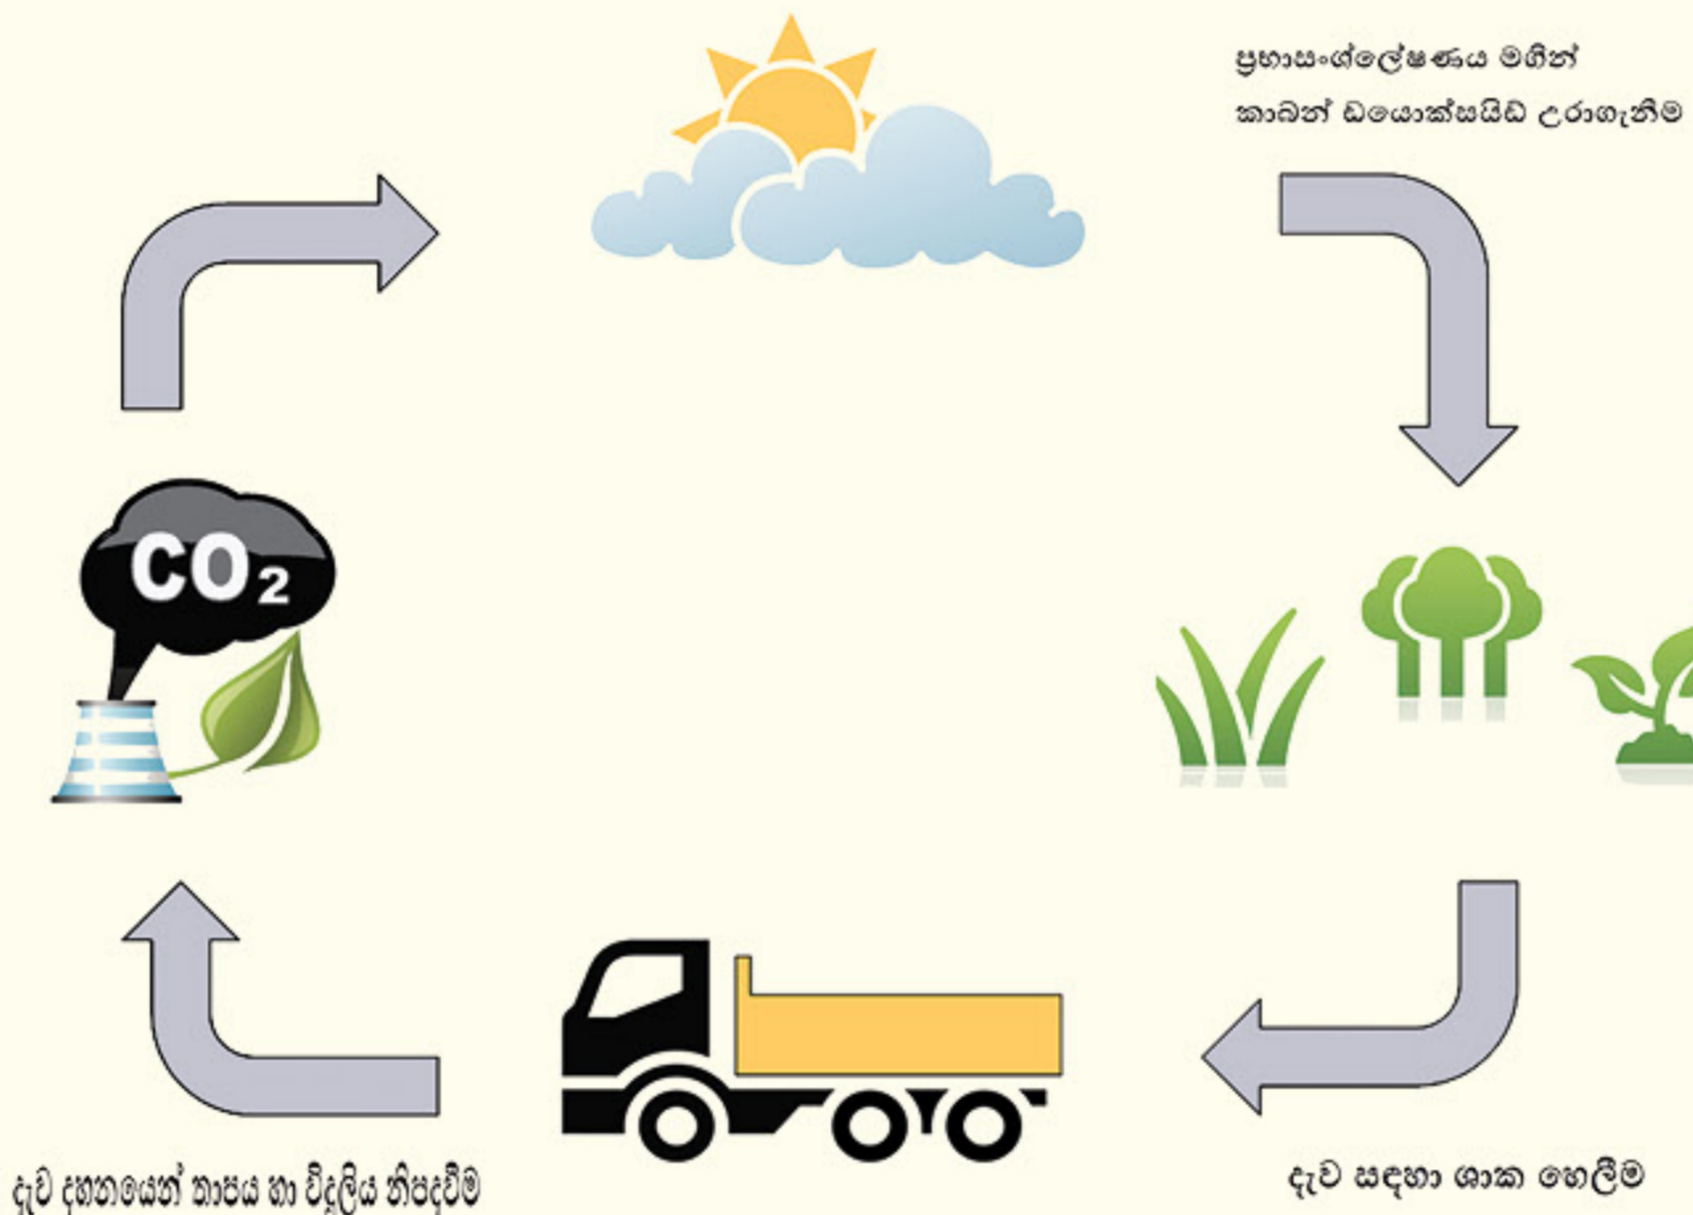 ප්‍රභාසංශ්ලේෂණය මගින්
කාබන් ඩයොක්සයිඩ් උරාගැනීම
CO₂
දැව දහනයෙන් තාපය හා විදුලිය නිපදවීම
දැව සඳහා ශාක හෙලීම